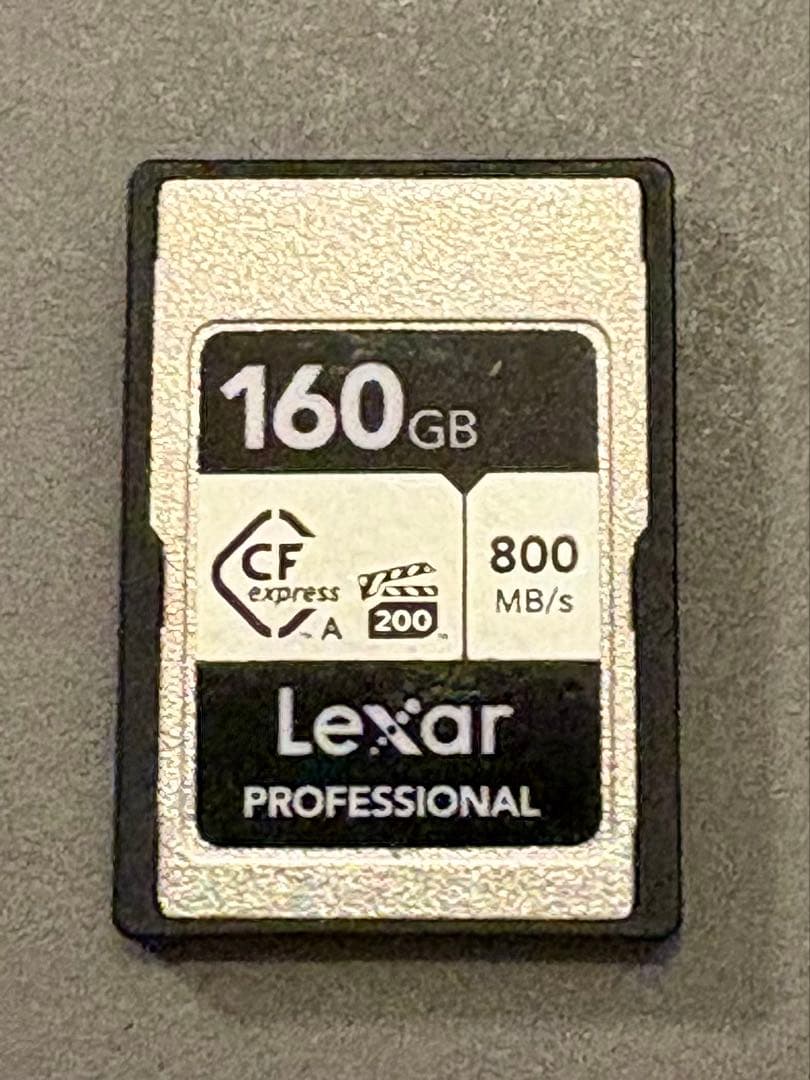 160GB
CF
express
A
200
800
MB/s
Lexar
PROFESSIONAL